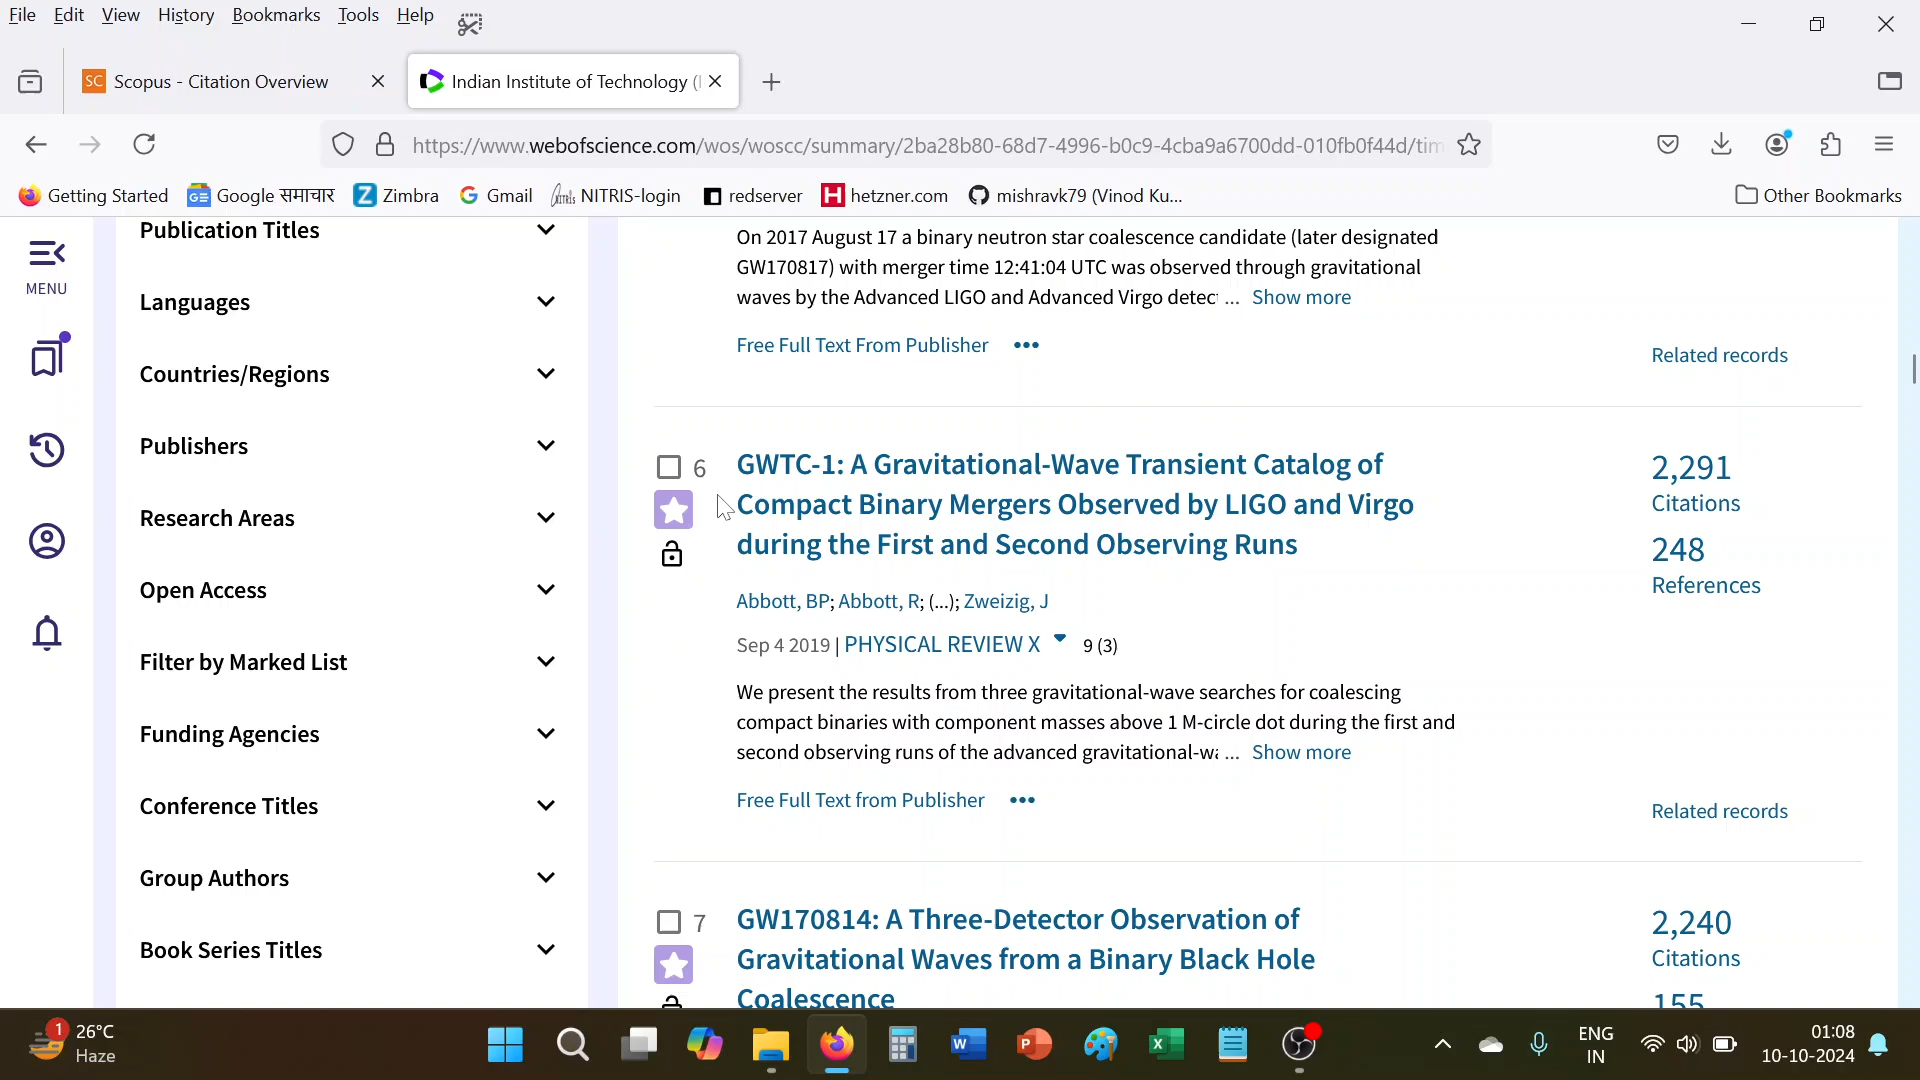 File Edit View History Bookmarks Tools Help
SC Scopus - Citation Overview
Indian Institute of Technology (
https://www.webofscience.com/wos/woscc/summary/2ba28b80-68d7-4996-b0c9-4cba9a6700dd-010fb0f44d/tim
Getting Started Google समाचार Zimbra Gmail NITRIS-login redserver hetzner.com mishravk79 (Vinod Ku... Other Bookmarks
MENU
Publication Titles
Languages
Countries/Regions
Publishers
Research Areas
Open Access
Filter by Marked List
Funding Agencies
Conference Titles
Group Authors
Book Series Titles
On 2017 August 17 a binary neutron star coalescence candidate (later designated
GW170817) with merger time 12:41:04 UTC was observed through gravitational
waves by the Advanced LIGO and Advanced Virgo detec ... Show more
Free Full Text From Publisher •••
Related records
6 GWTC-1: A Gravitational-Wave Transient Catalog of
Compact Binary Mergers Observed by LIGO and Virgo
during the First and Second Observing Runs
2,291
Citations
248
References
Abbott, BP; Abbott, R; (...); Zweizig, J
Sep 4 2019 | PHYSICAL REVIEW X 9 (3)
We present the results from three gravitational-wave searches for coalescing
compact binaries with component masses above 1 M-circle dot during the first and
second observing runs of the advanced gravitational-wa ... Show more
Free Full Text from Publisher •••
Related records
7 GW170814: A Three-Detector Observation of
Gravitational Waves from a Binary Black Hole
Coalescence
2,240
Citations
155
1 26°C
Haze
ENG
IN
01:08
10-10-2024